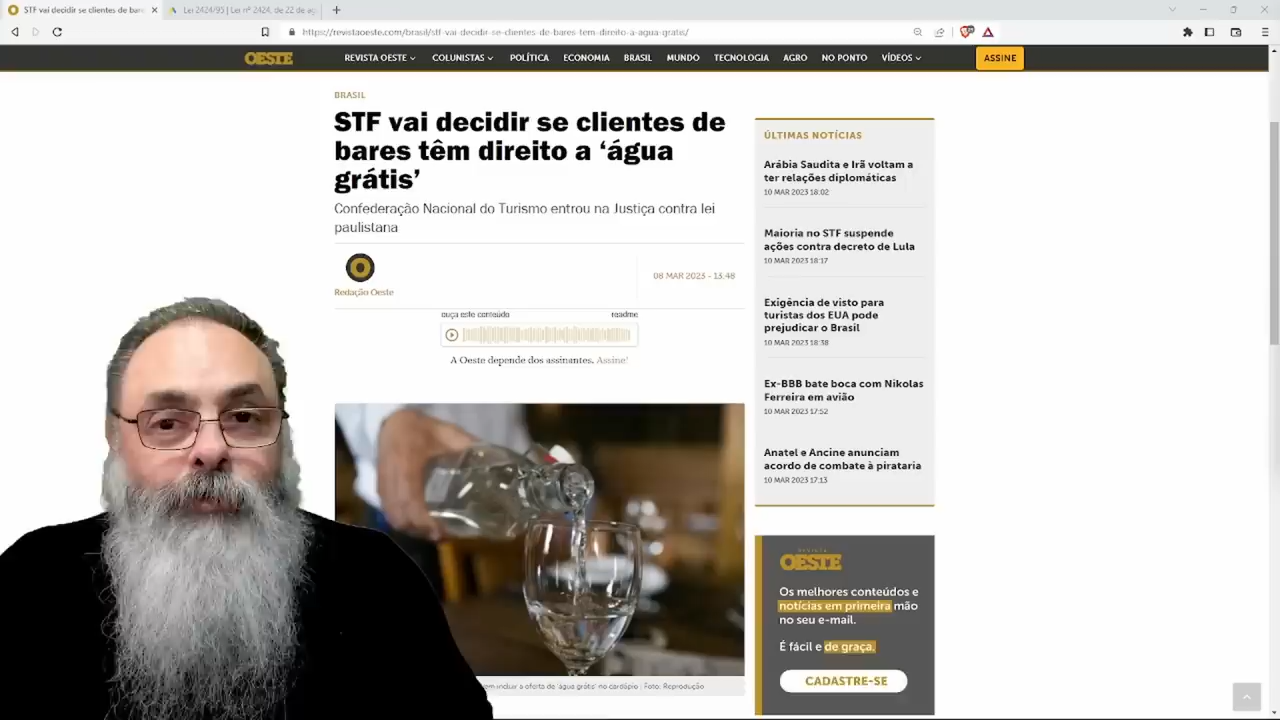 STF vai decidir se clientes de bares
Lei 2424/95 | Lei nº 2424, de 22 de ag
https://revistaoeste.com/brasil/stf-vai-decidir-se-clientes-de-bares-tem-direito-a-agua-gratis/
OESTE
REVISTA OESTE
COLUNISTAS
POLÍTICA
ECONOMIA
BRASIL
MUNDO
TECNOLOGIA
AGRO
NO PONTO
VÍDEOS
ASSINE
BRASIL
STF vai decidir se clientes de
bares têm direito a ‘água
grátis’
Confederação Nacional do Turismo entrou na Justiça contra lei
paulistana
Redação Oeste
08 MAR 2023 - 13:48
ouça este conteúdo
readme
A Oeste depende dos assinantes. Assine!
em incluir a oferta de 'água grátis' no cardápio | Foto: Reprodução
ÚLTIMAS NOTÍCIAS
Arábia Saudita e Irã voltam a
ter relações diplomáticas
10 MAR 2023 18:02
Maioria no STF suspende
ações contra decreto de Lula
10 MAR 2023 18:17
Exigência de visto para
turistas dos EUA pode
prejudicar o Brasil
10 MAR 2023 18:38
Ex-BBB bate boca com Nikolas
Ferreira em avião
10 MAR 2023 17:52
Anatel e Ancine anunciam
acordo de combate à pirataria
10 MAR 2023 17:13
REVISTA
OESTE
Os melhores conteúdos e
notícias em primeira mão
no seu e-mail.
É fácil e de graça.
CADASTRE-SE